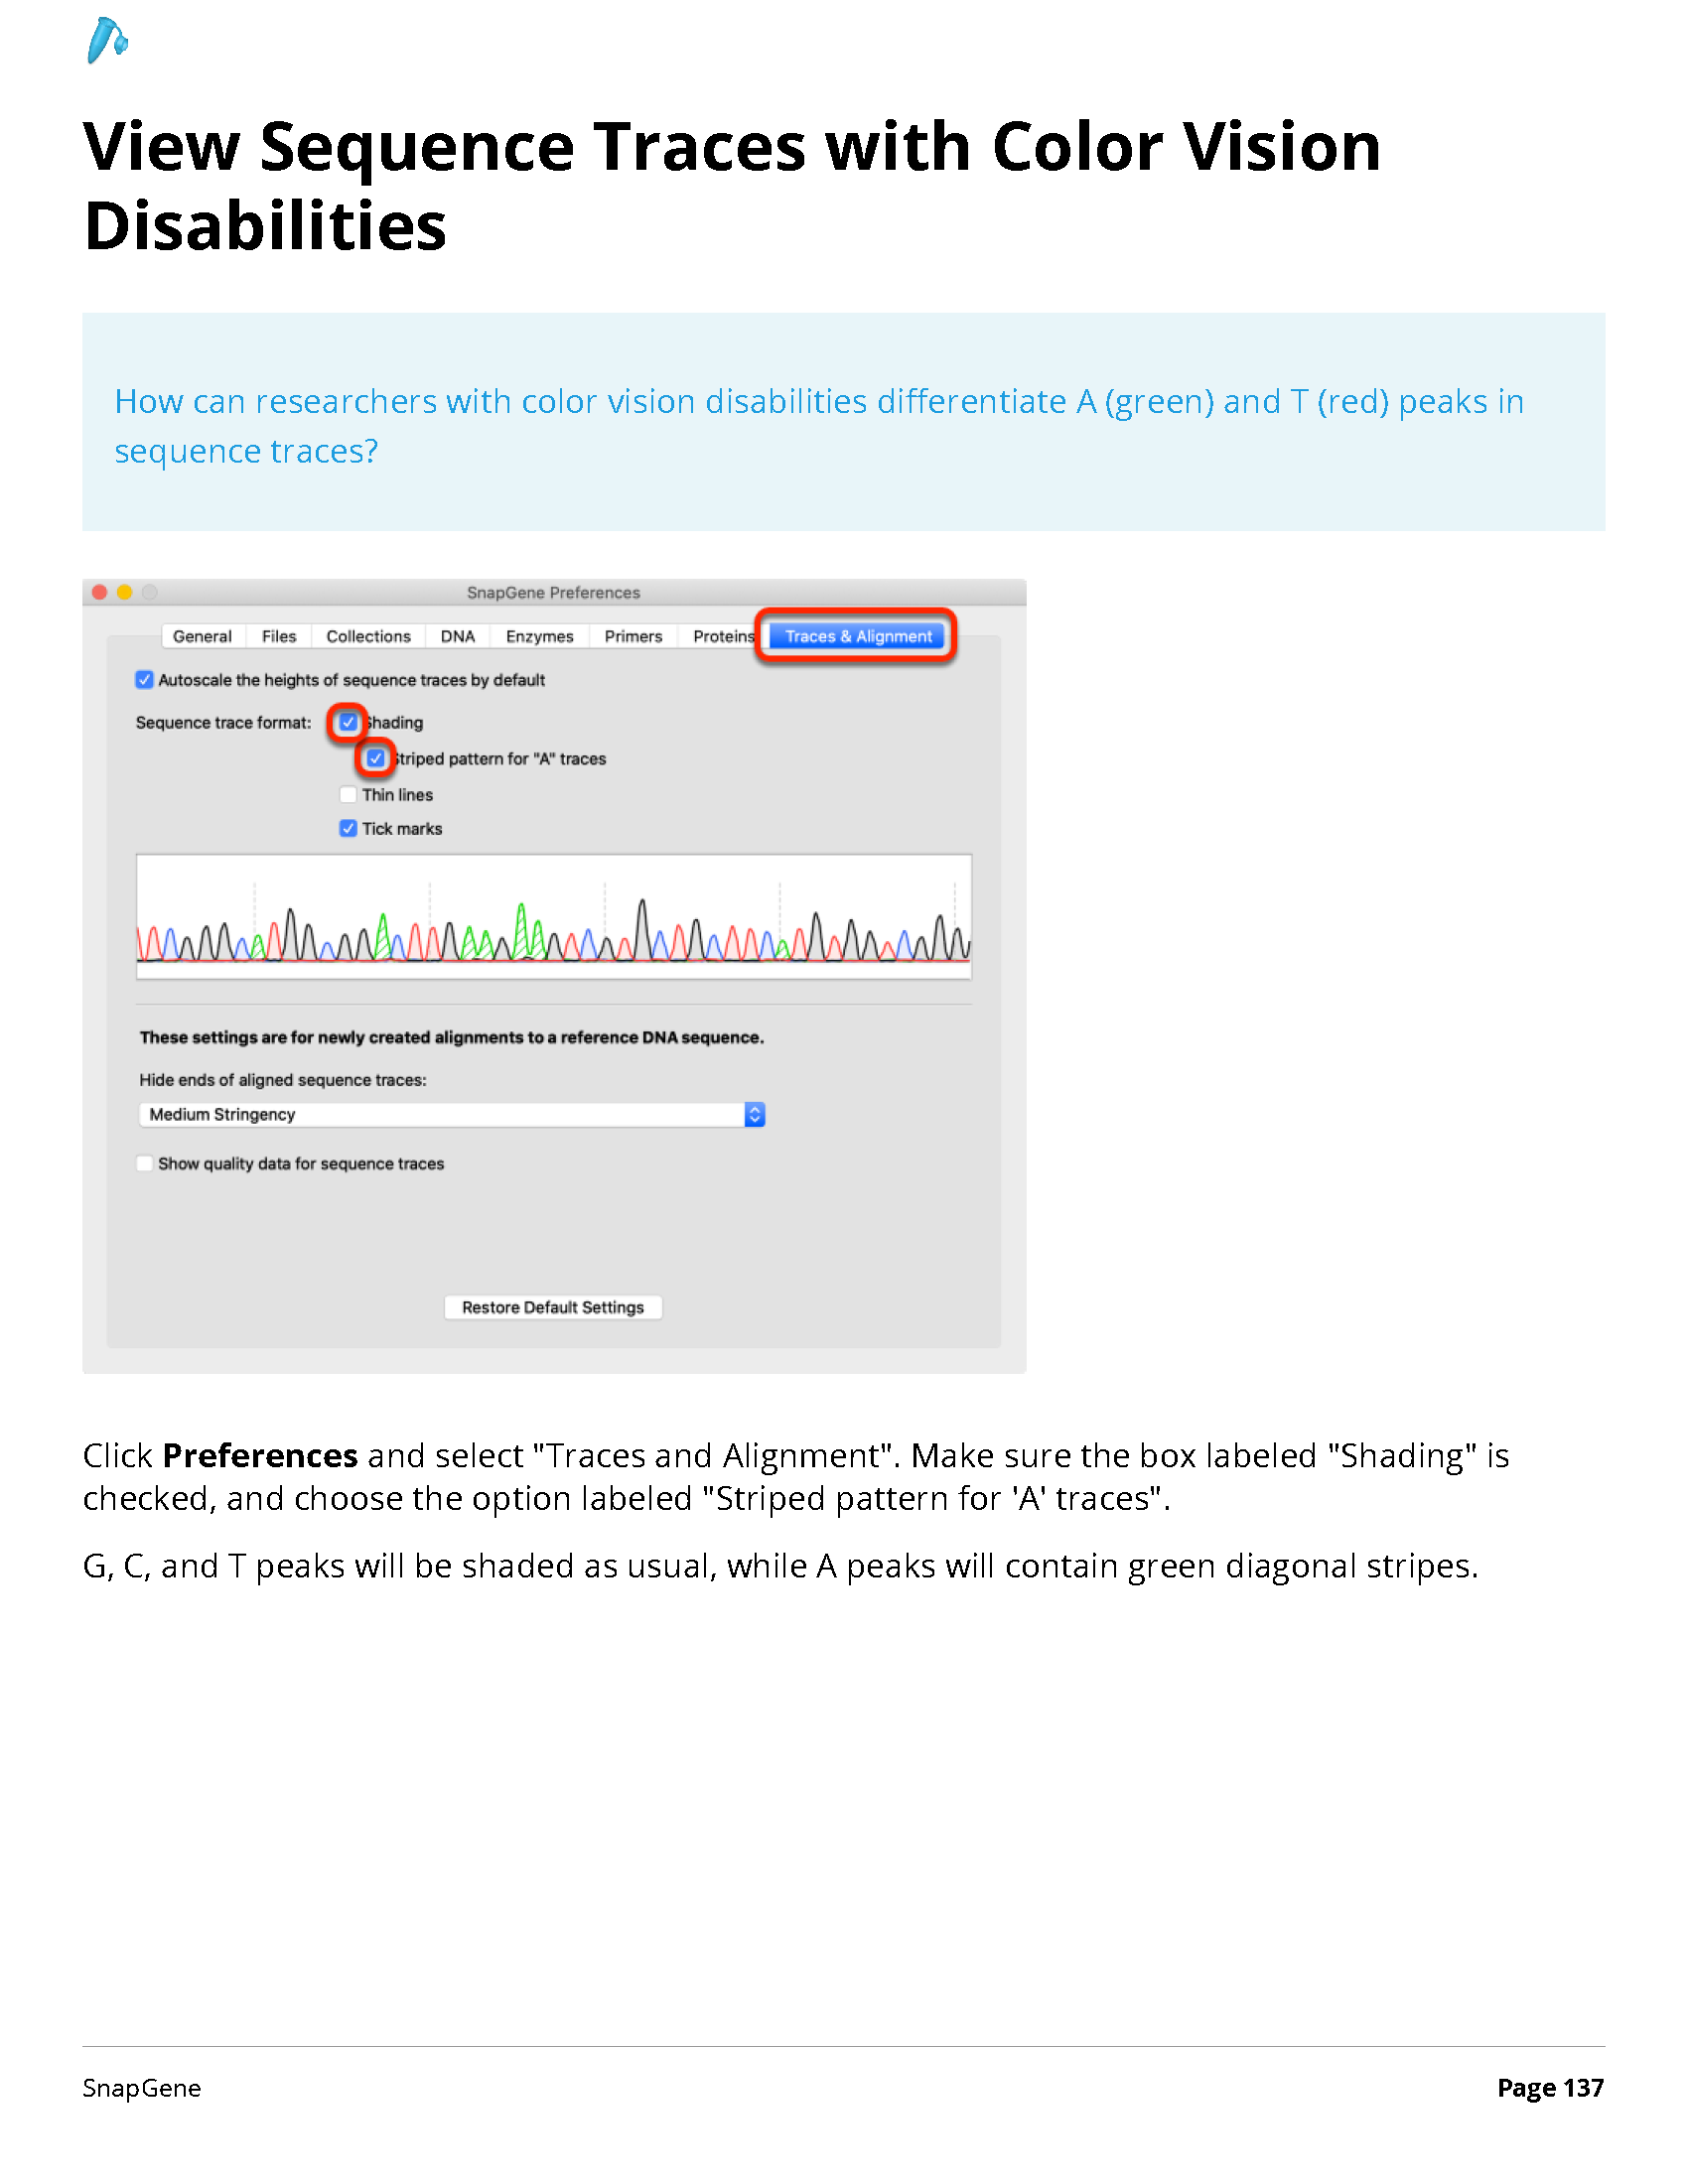 View Sequence Traces with Color Vision
Disabilities
How can researchers with color vision disabilities differentiate A (green) and T (red) peaks in
sequence traces?
SnapGene Preferences
General Files Collections DNA Enzymes Primers Proteins Traces & Alignment
Autoscale the heights of sequence traces by default
Sequence trace format: Shading
Striped pattern for "A" traces
Thin lines
Tick marks
These settings are for newly created alignments to a reference DNA sequence.
Hide ends of aligned sequence traces:
Medium Stringency
Show quality data for sequence traces
Restore Default Settings
Click Preferences and select "Traces and Alignment". Make sure the box labeled "Shading" is
checked, and choose the option labeled "Striped pattern for 'A' traces".
G, C, and T peaks will be shaded as usual, while A peaks will contain green diagonal stripes.
SnapGene Page 137